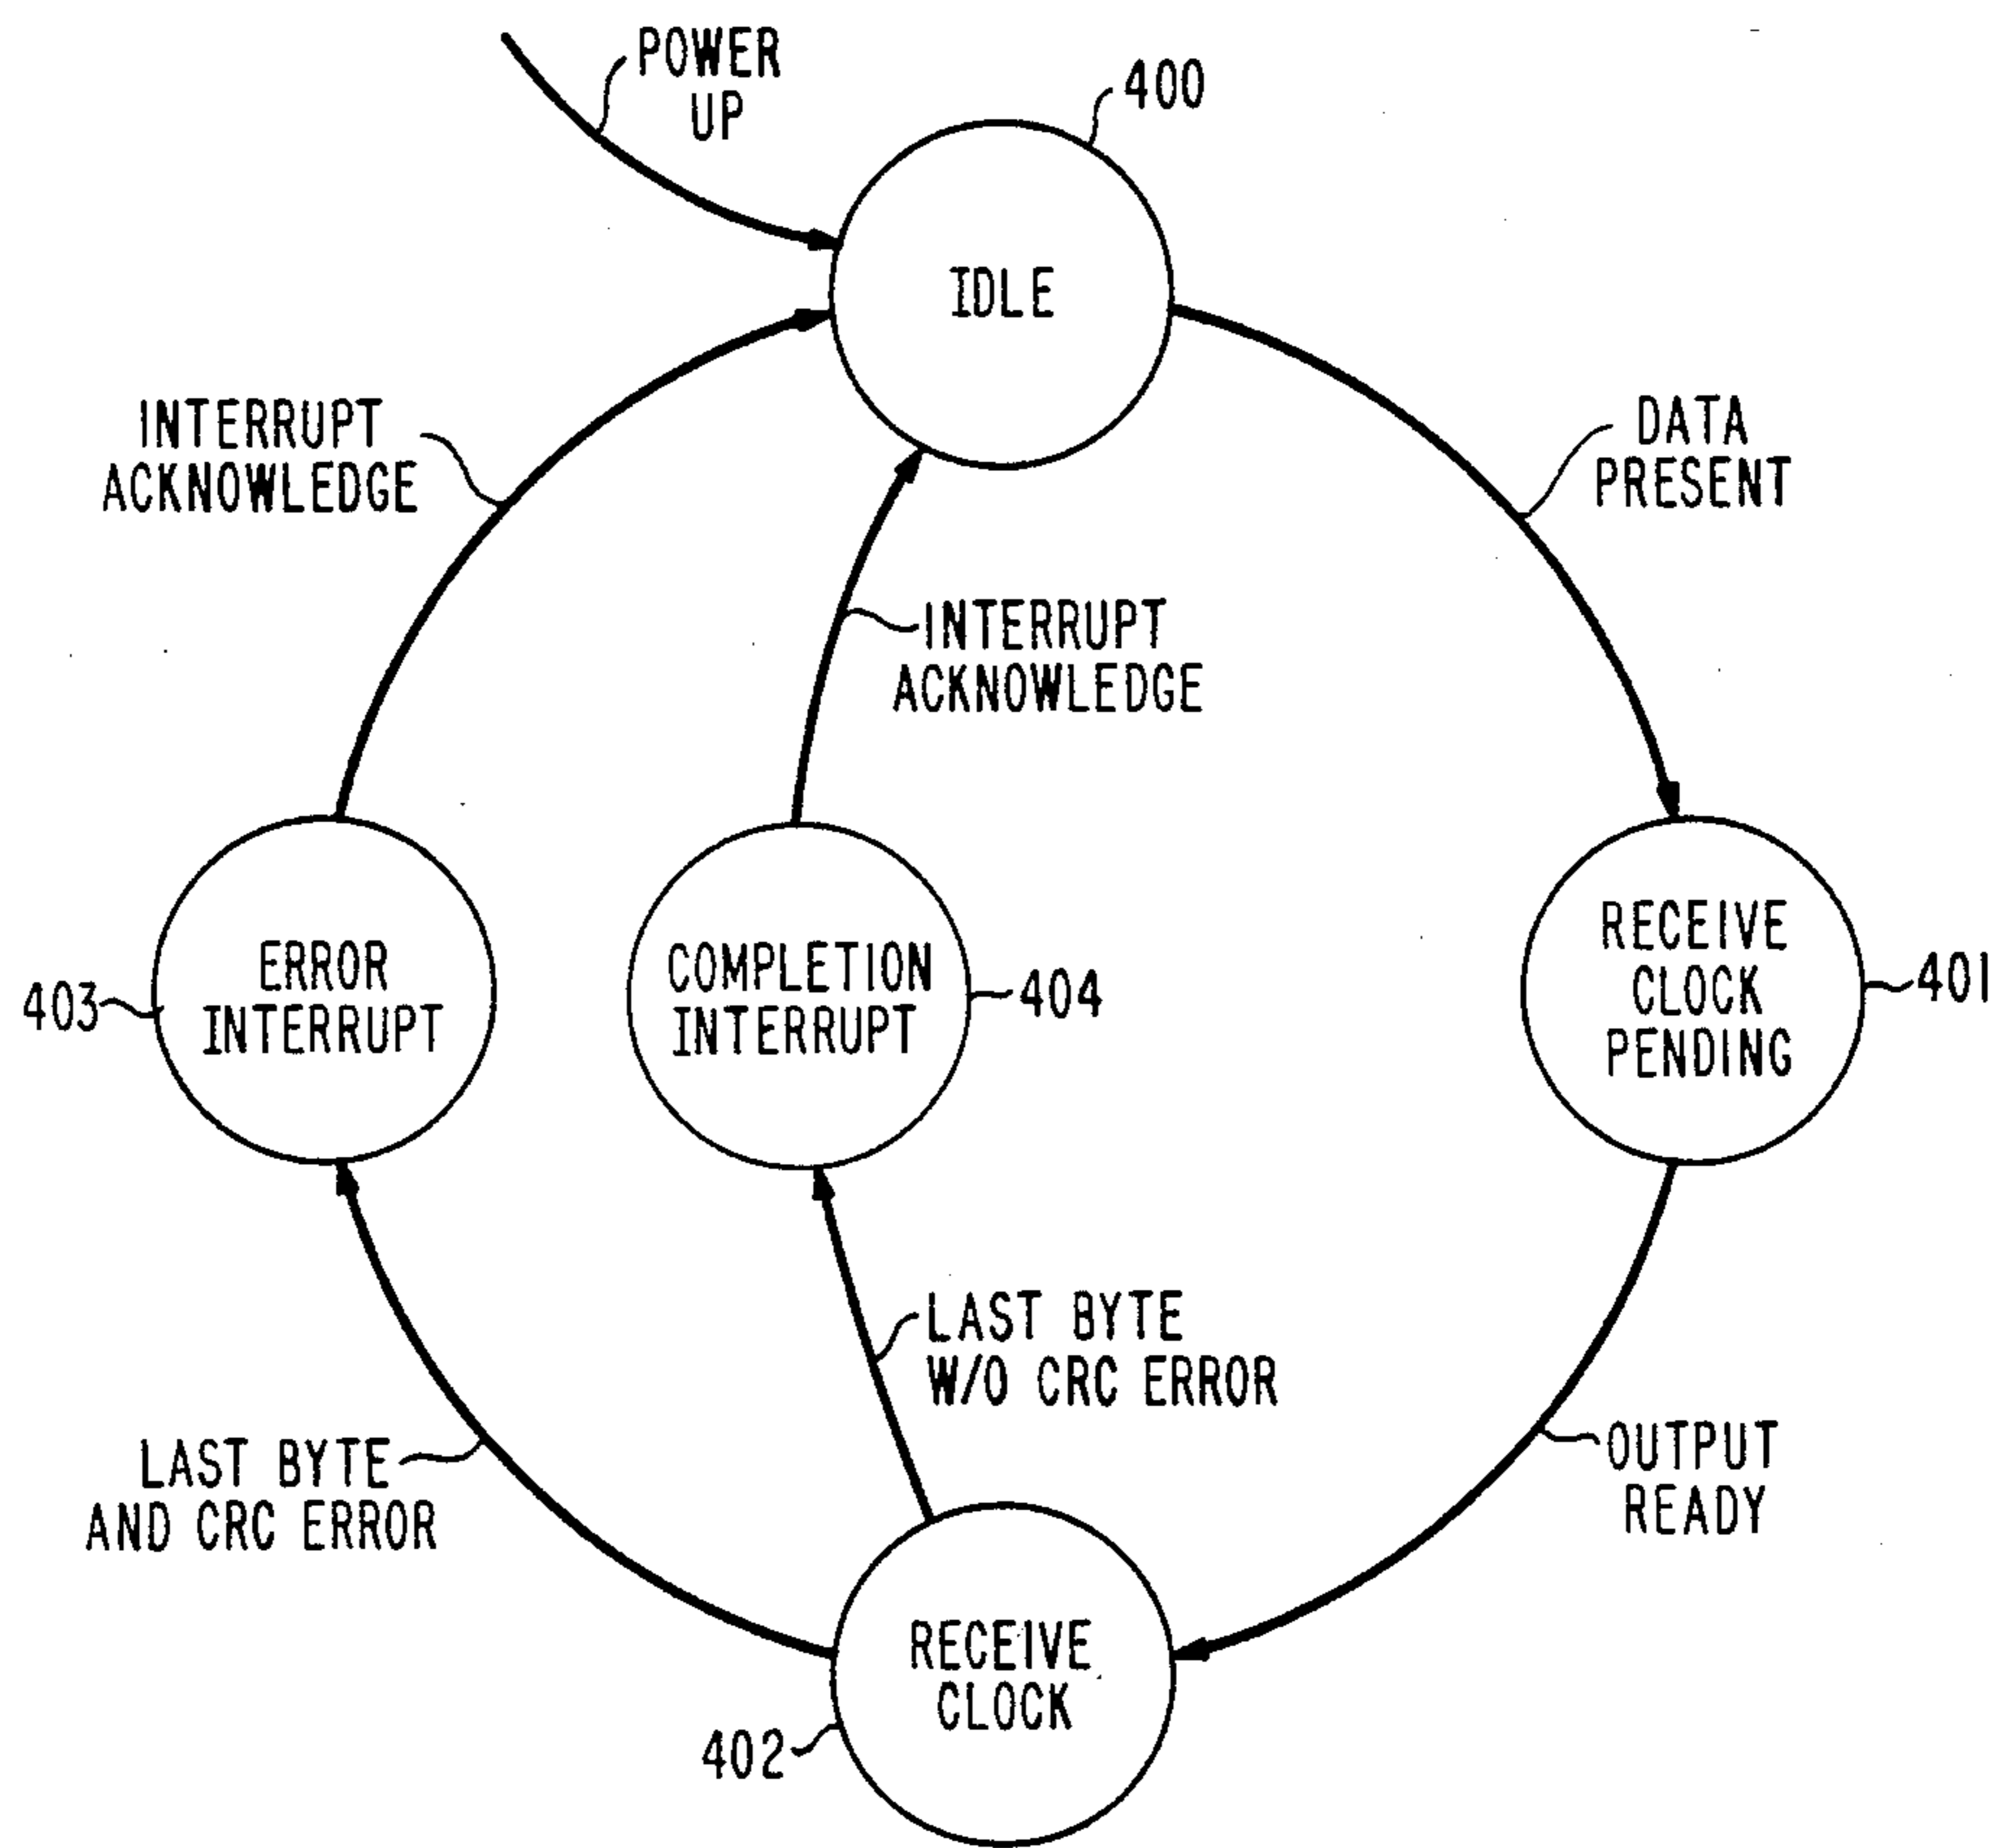 POWER
UP
400
IDLE
INTERRUPT
ACKNOWLEDGE
DATA
PRESENT
INTERRUPT
ACKNOWLEDGE
ERROR
INTERRUPT
403
COMPLETION
INTERRUPT
404
RECEIVE
CLOCK
PENDING
401
LAST BYTE
W/O CRC ERROR
LAST BYTE
AND CRC ERROR
OUTPUT
READY
RECEIVE
CLOCK
402